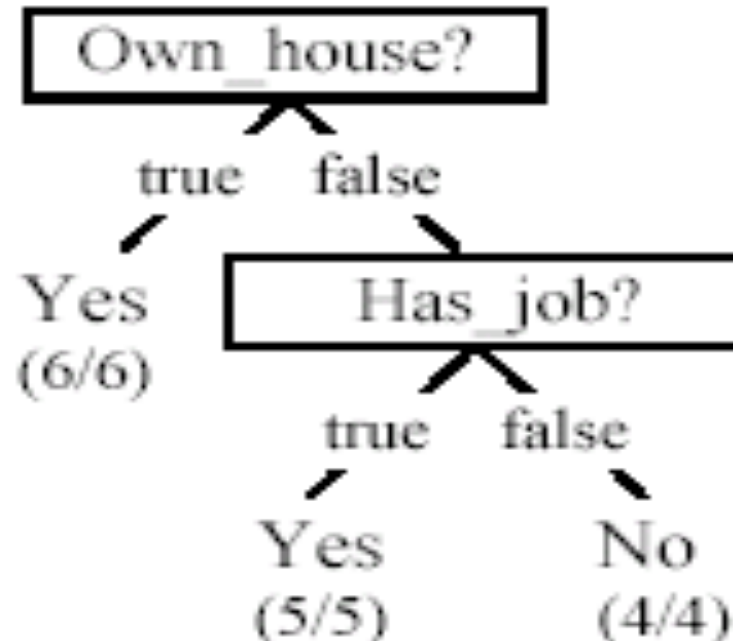 Own_house?
true false
Yes
Has_job?
(6/6)
true false
Yes No
(5/5) (4/4)